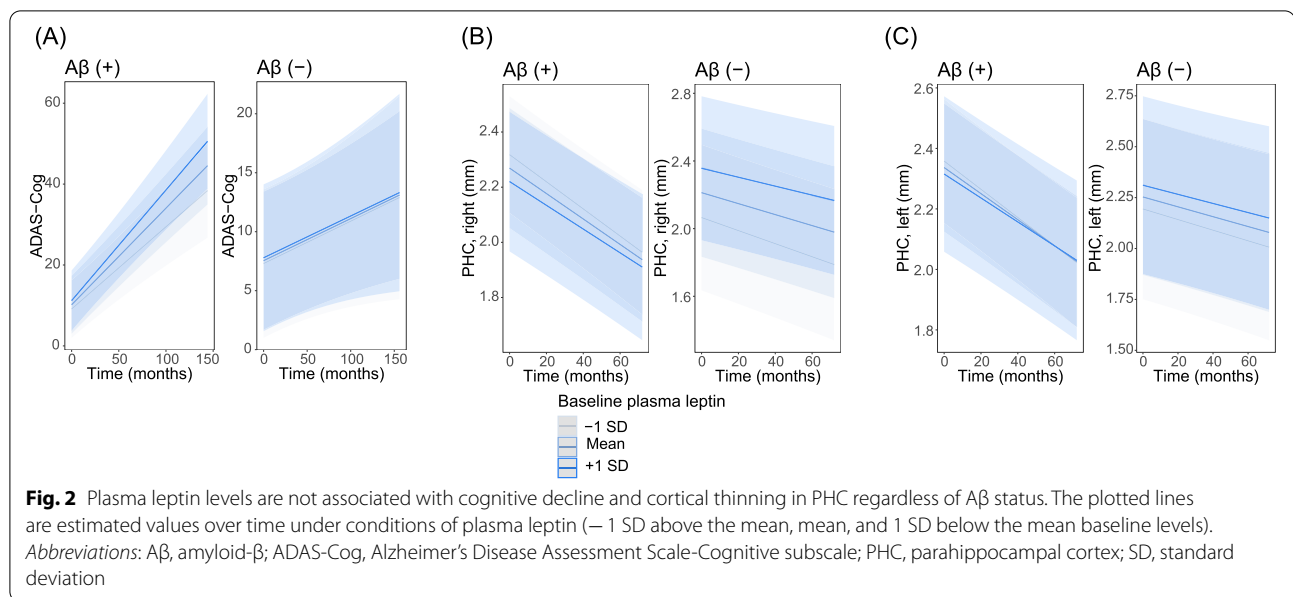 (A)
Aβ (+)
Aβ (−)
ADAS−Cog
60
40
20
0
0 50 100 150
Time (months)
ADAS−Cog
20
15
10
5
0
0 50 100 150
Time (months)
(B)
Aβ (+)
Aβ (−)
PHC, right (mm)
2.4
2.2
2.0
1.8
0 20 40 60
Time (months)
PHC, right (mm)
2.8
2.4
2.0
1.6
0 20 40 60
Time (months)
(C)
Aβ (+)
Aβ (−)
PHC, left (mm)
2.6
2.4
2.2
2.0
1.8
0 20 40 60
Time (months)
PHC, left (mm)
2.75
2.50
2.25
2.00
1.75
1.50
0 20 40 60
Time (months)
Baseline plasma leptin
−1 SD
Mean
+1 SD
Fig. 2 Plasma leptin levels are not associated with cognitive decline and cortical thinning in PHC regardless of Aβ status. The plotted lines
are estimated values over time under conditions of plasma leptin (− 1 SD above the mean, mean, and 1 SD below the mean baseline levels).
Abbreviations: Aβ, amyloid-β; ADAS-Cog, Alzheimer's Disease Assessment Scale-Cognitive subscale; PHC, parahippocampal cortex; SD, standard
deviation